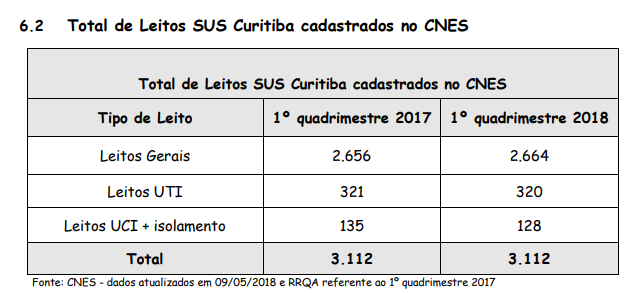 6.2 Total de Leitos SUS Curitiba cadastrados no CNES
Total de Leitos SUS Curitiba cadastrados no CNES
Tipo de Leito 1º quadrimestre 2017 1º quadrimestre 2018
Leitos Gerais 2.656 2.664
Leitos UTI 321 320
Leitos UCI + isolamento 135 128
Total 3.112 3.112
Fonte: CNES - dados atualizados em 09/05/2018 e RRQA referente ao 1º quadrimestre 2017